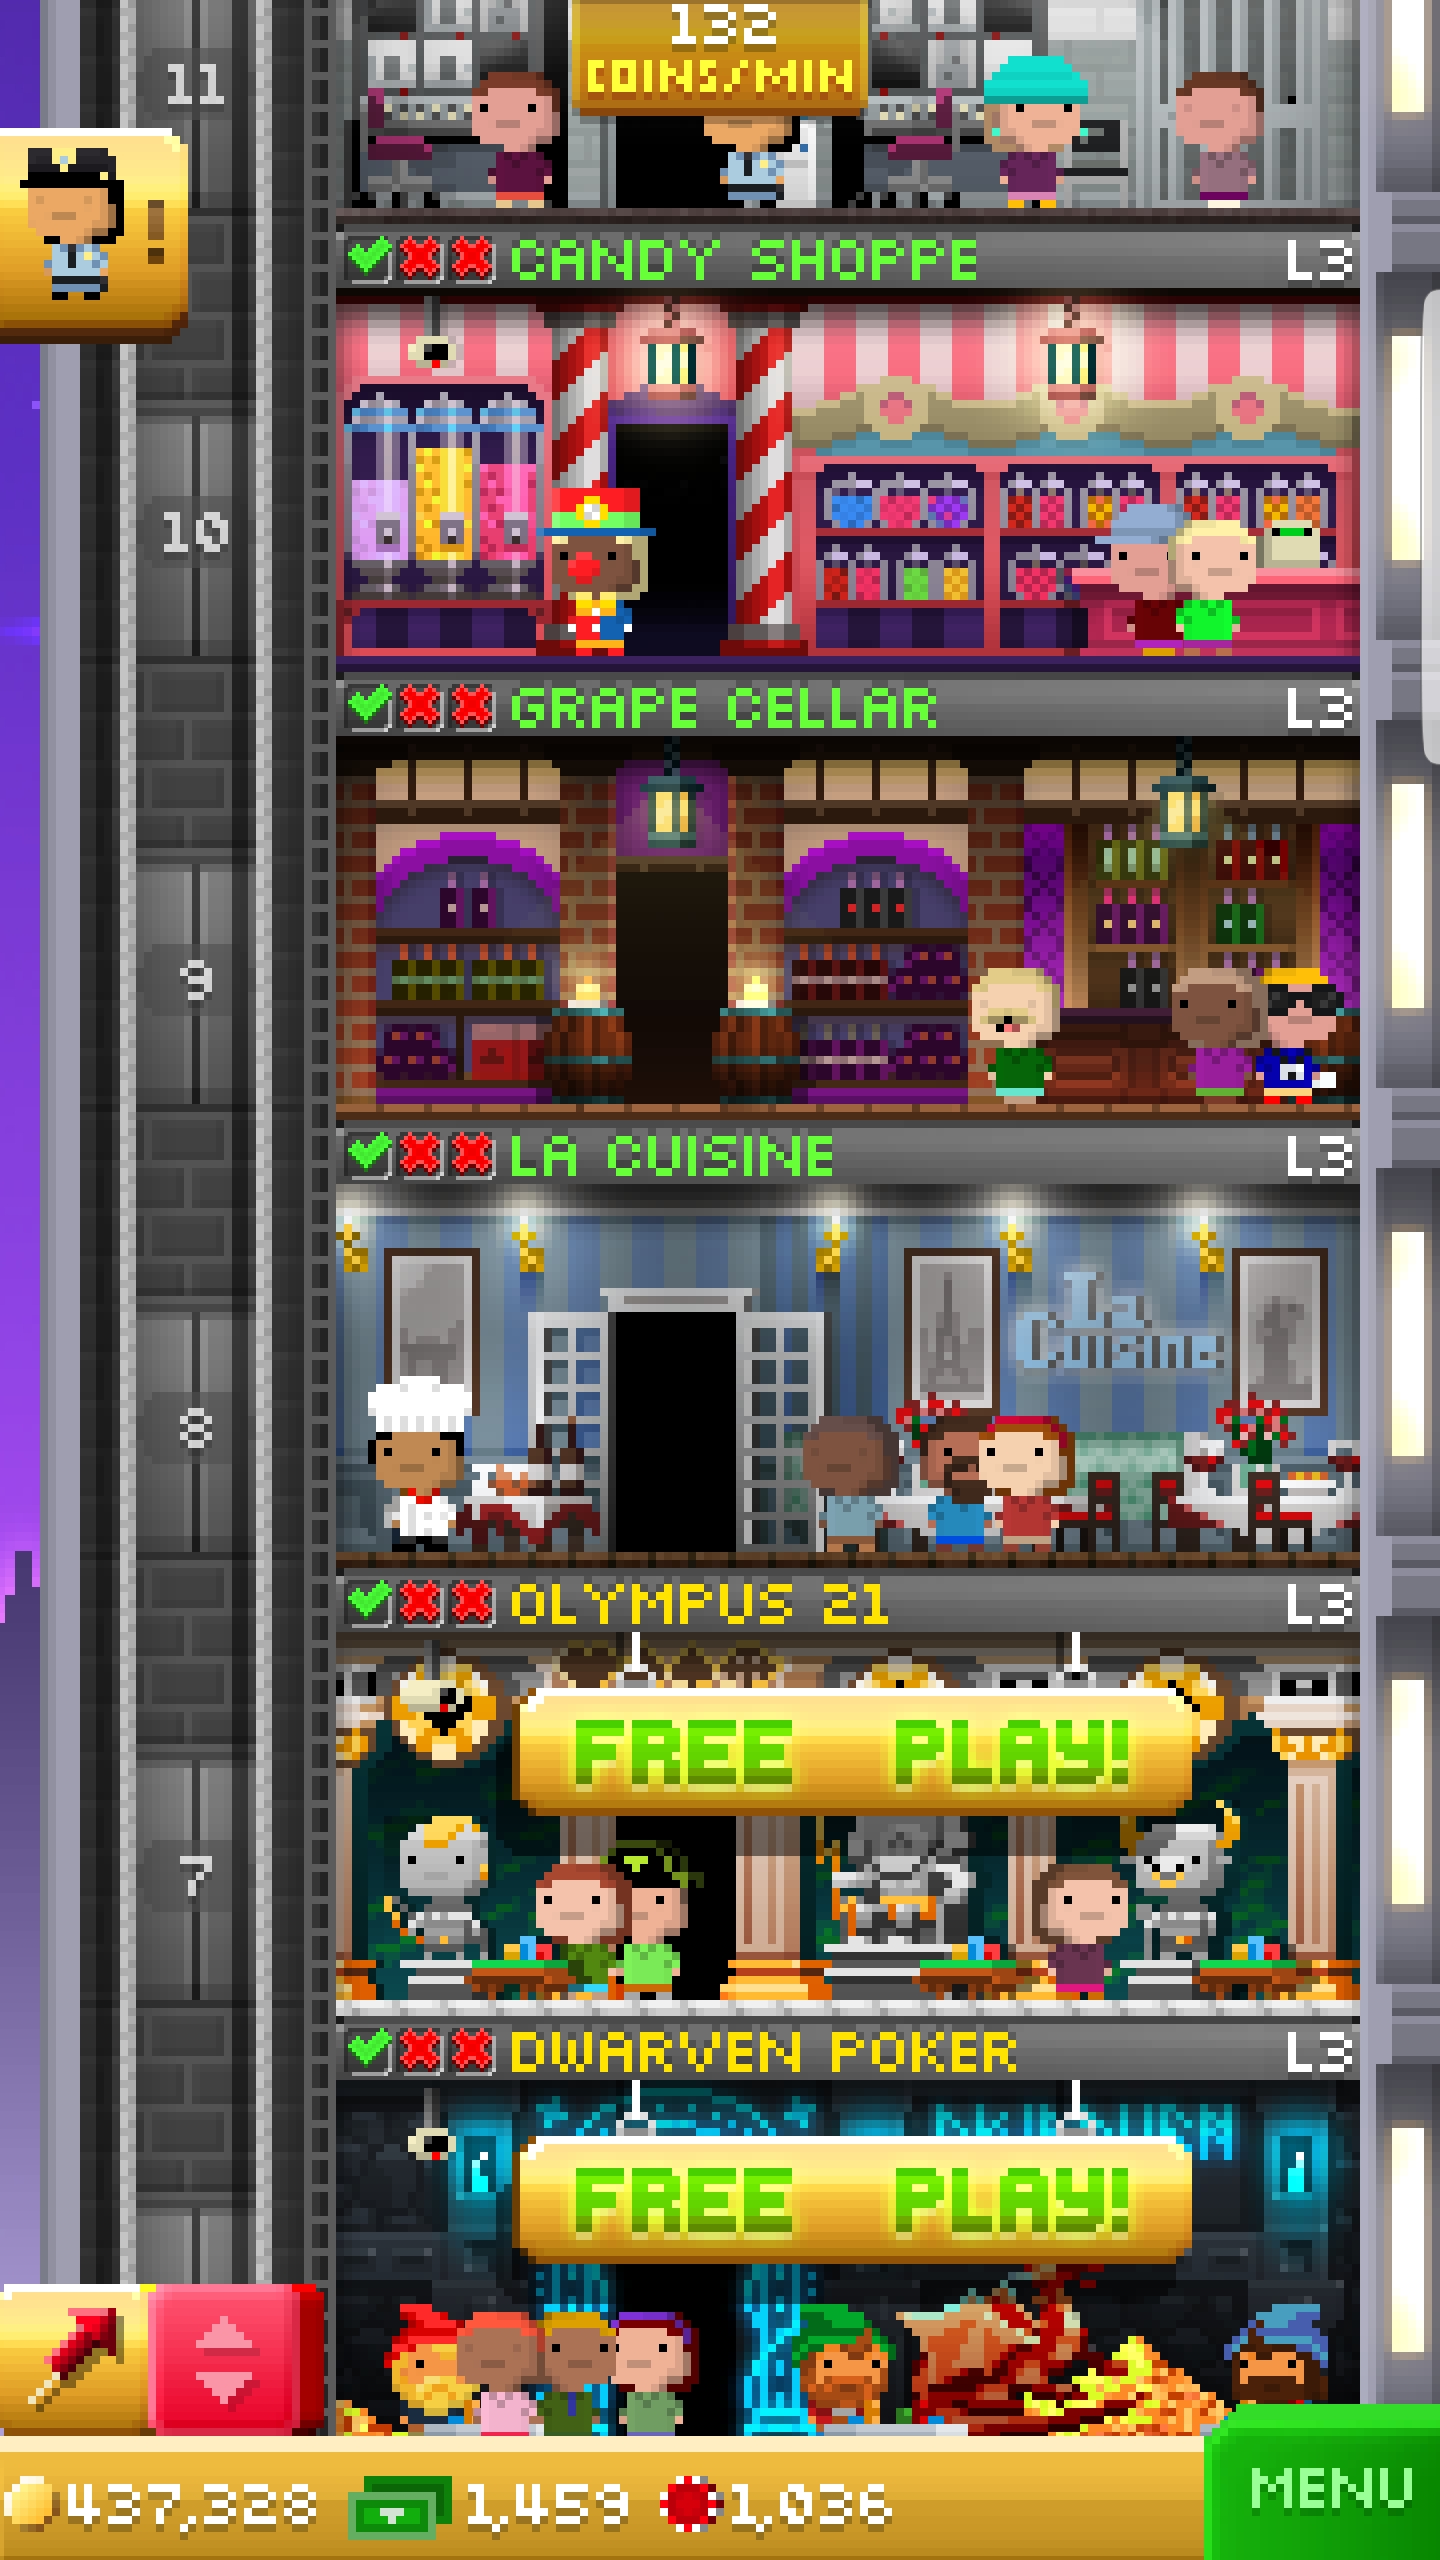 132
COINS/MIN
11
!
CANDY SHOPPE L3
10
GRAPE CELLAR L3
9
LA CUISINE L3
La
Cuisine
8
OLYMPUS 21 L3
FREE PLAY!
7
DWARVEN POKER L3
FREE PLAY!
437,328 1,459 1,036
MENU